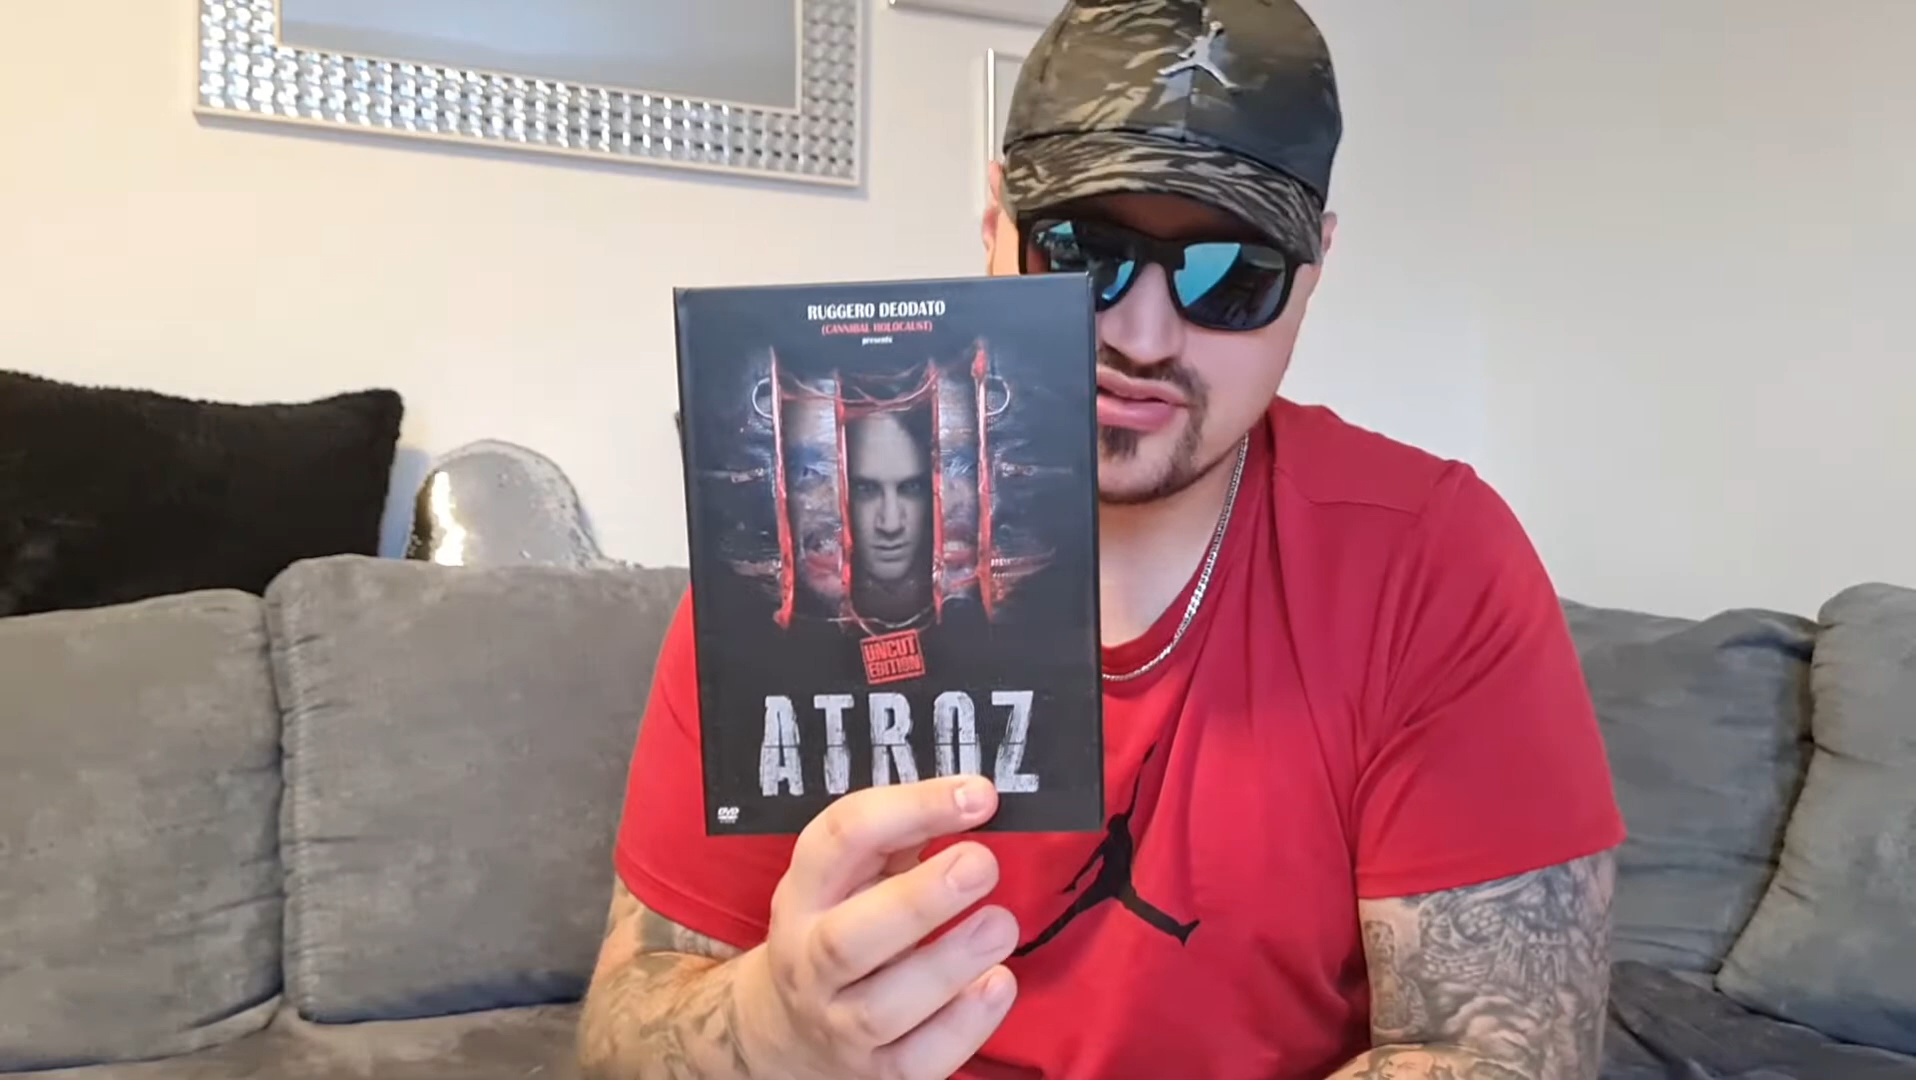 RUGGERO DEODATO
(CANNIBAL HOLOCAUST)
presents
UNCUT
EDITION
ATROZ
DVD